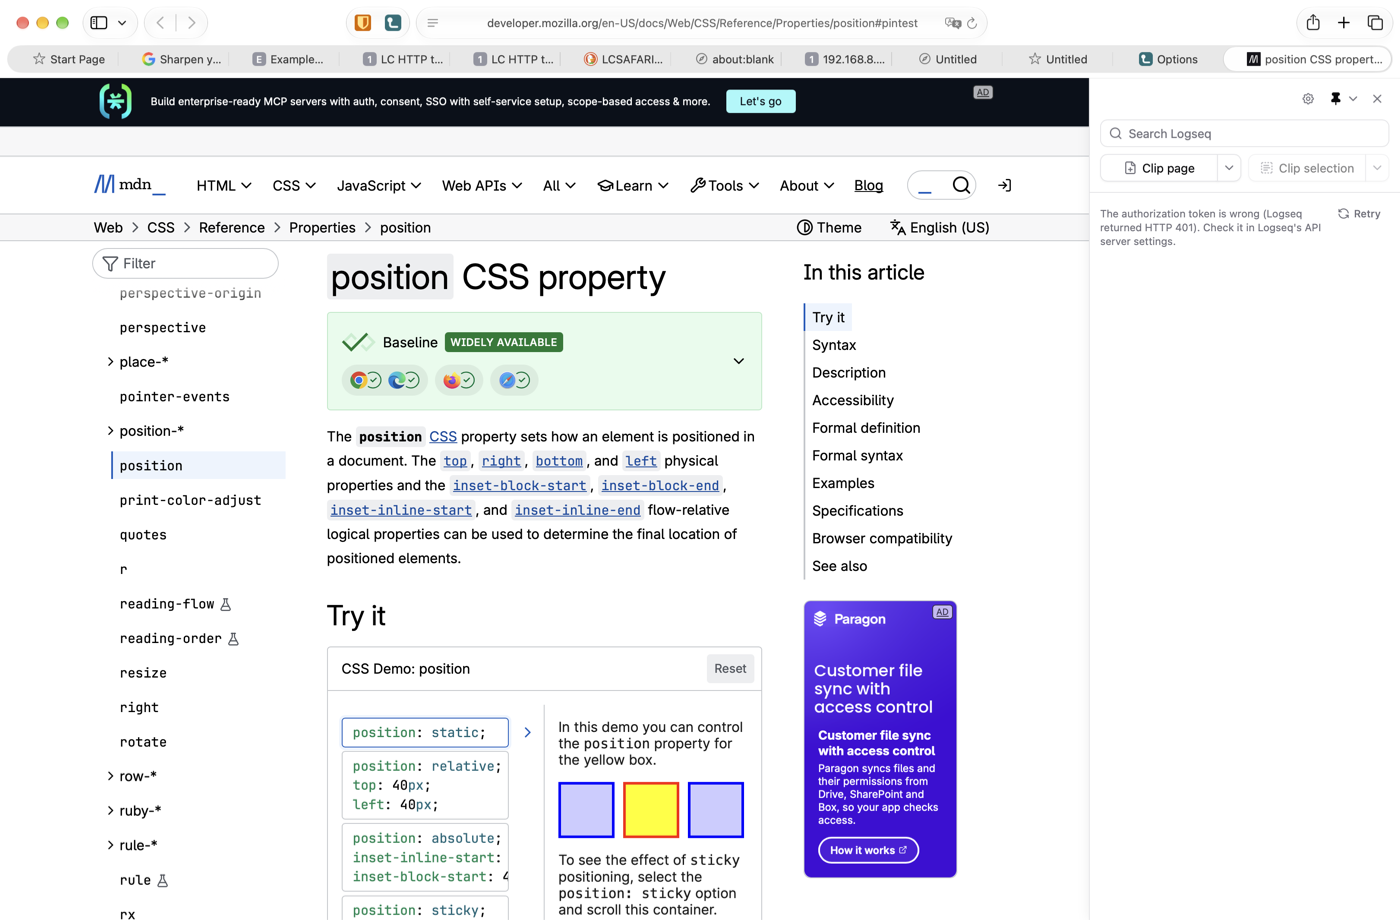 developer.mozilla.org/en-US/docs/Web/CSS/Reference/Properties/position#pintest
Start Page
Sharpen y...
Example...
LC HTTP t...
LC HTTP t...
LCSAFARI...
about:blank
192.168.8....
Untitled
Untitled
Options
position CSS propert...
Build enterprise-ready MCP servers with auth, consent, SSO with self-service setup, scope-based access & more.
Let's go
AD
mdn_
HTML
CSS
JavaScript
Web APIs
All
Learn
Tools
About
Blog
Web > CSS > Reference > Properties > position
Theme
English (US)
Filter
perspective-origin
perspective
place-*
pointer-events
position-*
position
print-color-adjust
quotes
r
reading-flow
reading-order
resize
right
rotate
row-*
ruby-*
rule-*
rule
rx
position CSS property
Baseline WIDELY AVAILABLE
The position CSS property sets how an element is positioned in
a document. The top, right, bottom, and left physical
properties and the inset-block-start, inset-block-end,
inset-inline-start, and inset-inline-end flow-relative
logical properties can be used to determine the final location of
positioned elements.
Try it
CSS Demo: position
Reset
position: static;
position: relative;
top: 40px;
left: 40px;
position: absolute;
inset-inline-start:
inset-block-start: 4
position: sticky;
In this demo you can control
the position property for
the yellow box.
To see the effect of sticky
positioning, select the
position: sticky option
and scroll this container.
In this article
Try it
Syntax
Description
Accessibility
Formal definition
Formal syntax
Examples
Specifications
Browser compatibility
See also
Paragon
AD
Customer file
sync with
access control
Customer file sync
with access control
Paragon syncs files and
their permissions from
Drive, SharePoint and
Box, so your app checks
access.
How it works
Search Logseq
Clip page
Clip selection
The authorization token is wrong (Logseq
returned HTTP 401). Check it in Logseq's API
server settings.
Retry